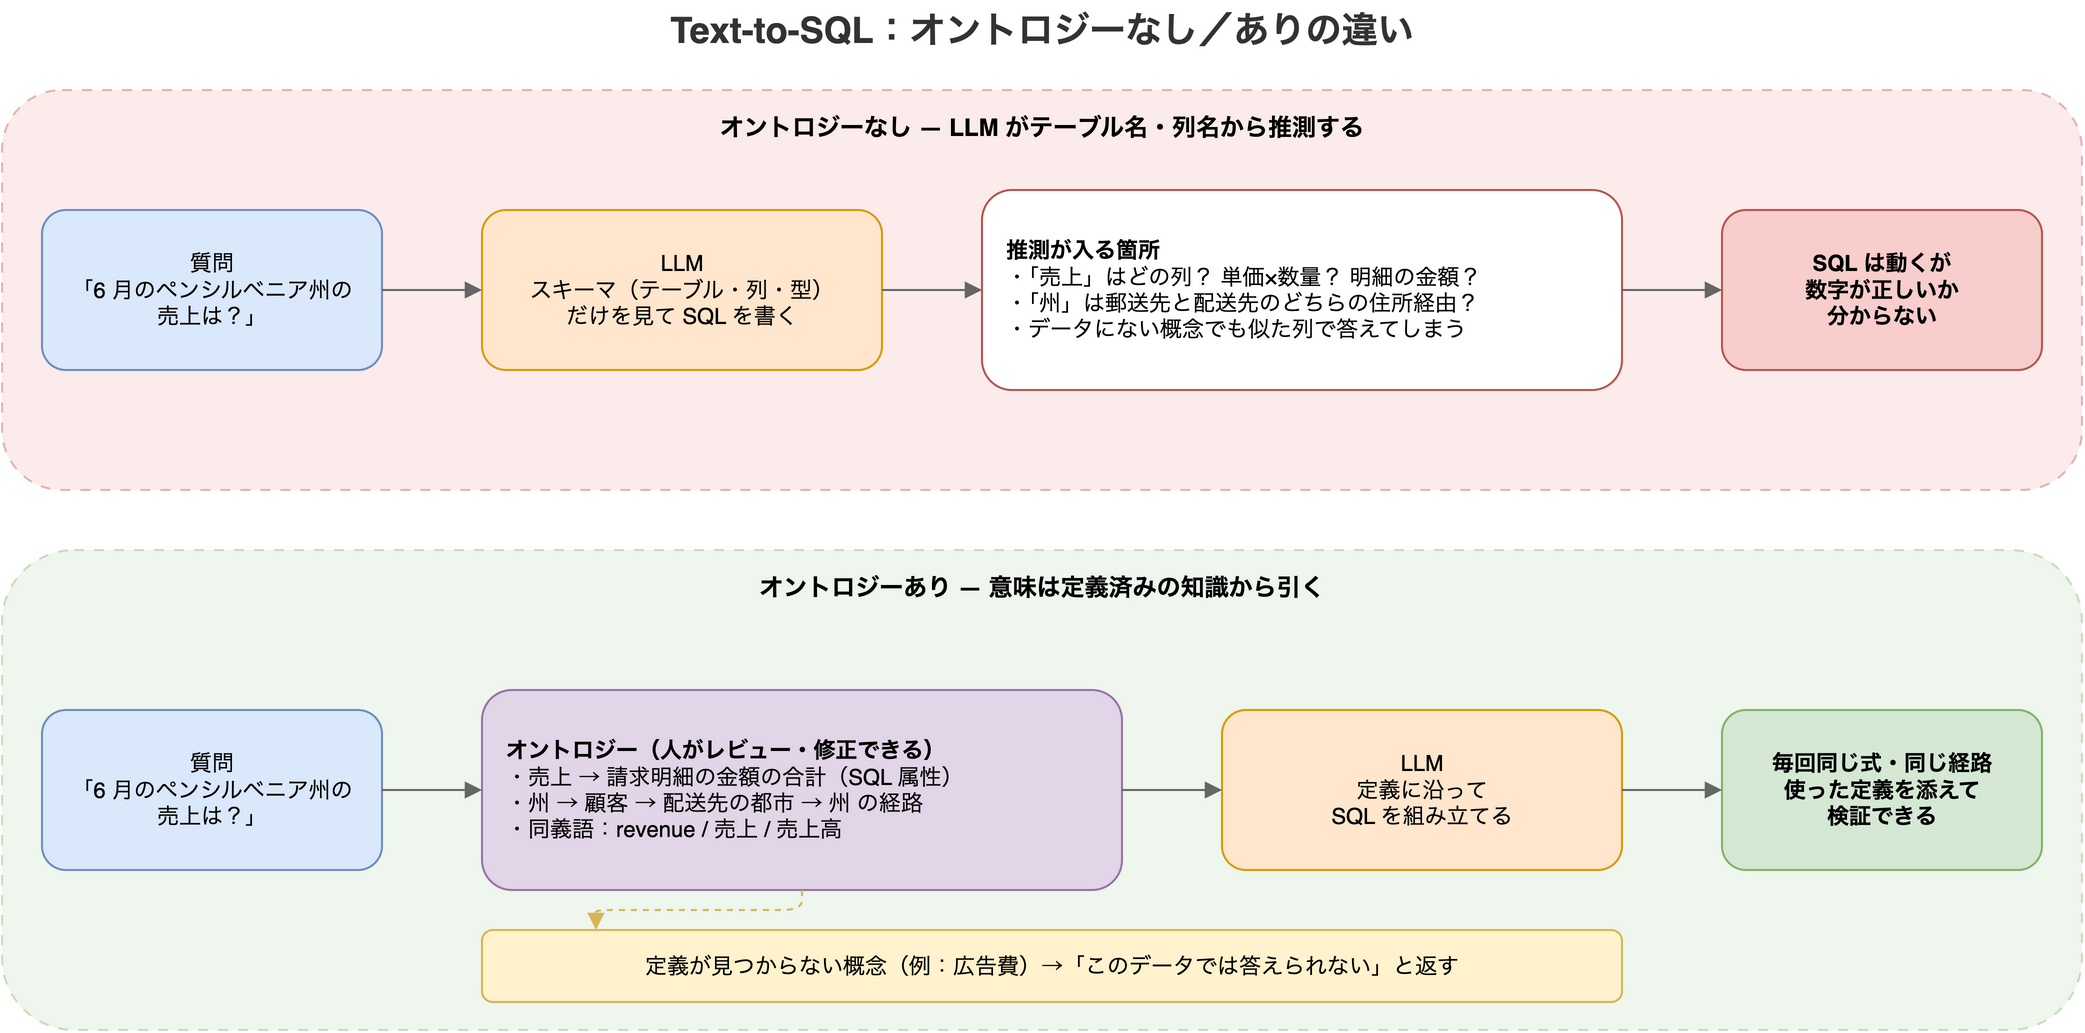 Text-to-SQL：オントロジーなし／ありの違い
オントロジーなし — LLM がテーブル名・列名から推測する
質問
「6 月のペンシルベニア州の
売上は？」
LLM
スキーマ（テーブル・列・型）
だけを見て SQL を書く
推測が入る箇所
・「売上」はどの列？ 単価×数量？ 明細の金額？
・「州」は郵送先と配送先のどちらの住所経由？
・データにない概念でも似た列で答えてしまう
SQL は動くが
数字が正しいか
分からない
オントロジーあり — 意味は定義済みの知識から引く
質問
「6 月のペンシルベニア州の
売上は？」
オントロジー（人がレビュー・修正できる）
・売上 → 請求明細の金額の合計（SQL 属性）
・州 → 顧客 → 配送先の都市 → 州 の経路
・同義語：revenue / 売上 / 売上高
LLM
定義に沿って
SQL を組み立てる
毎回同じ式・同じ経路
使った定義を添えて
検証できる
定義が見つからない概念（例：広告費）→「このデータでは答えられない」と返す